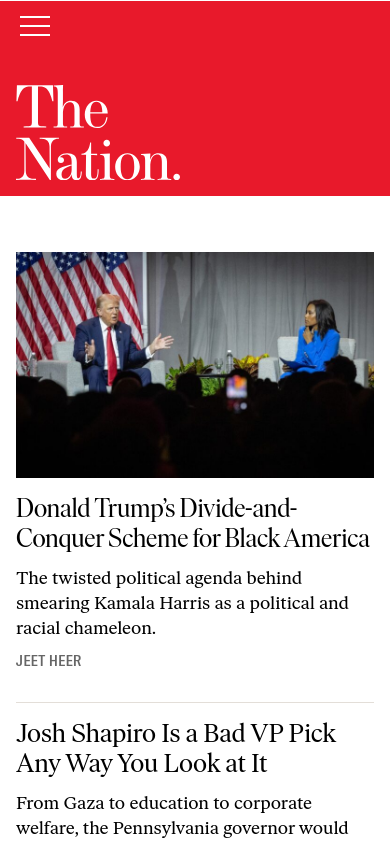 The
Nation.
Donald Trump’s Divide-and-
Conquer Scheme for Black America
The twisted political agenda behind
smearing Kamala Harris as a political and
racial chameleon.
JEET HEER
Josh Shapiro Is a Bad VP Pick
Any Way You Look at It
From Gaza to education to corporate
welfare, the Pennsylvania governor would